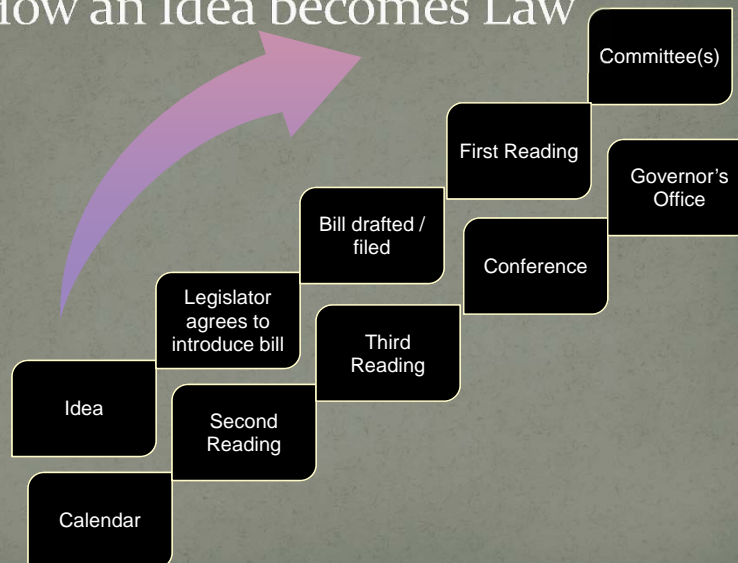 How an Idea becomes Law
Idea
Legislator
agrees to
introduce bill
Bill drafted /
filed
First Reading
Committee(s)
Calendar
Second
Reading
Third
Reading
Conference
Governor's
Office